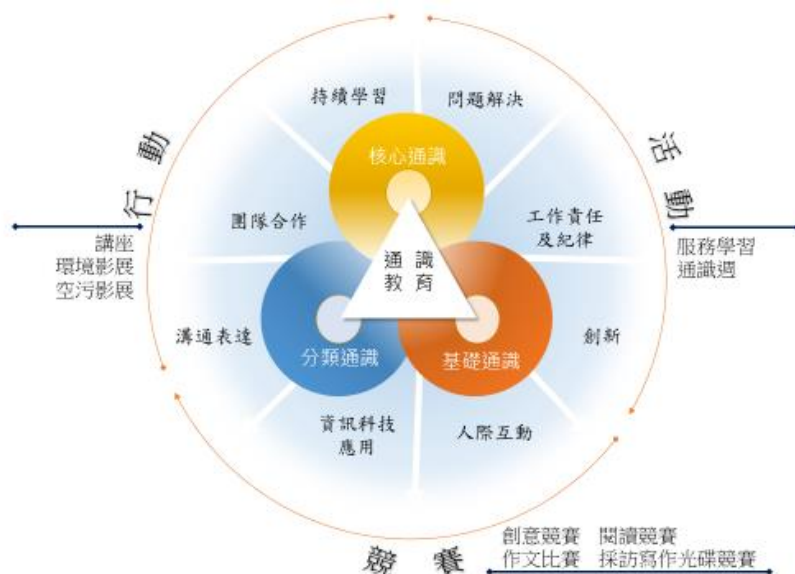 持續學習
問題解決
核心通識
行動
活動
團隊合作
工作責任
及紀律
講座
環境影展
空污影展
服務學習
通識週
通識
教育
溝通表達
分類通識
基礎通識
創新
資訊科技
應用
人際互動
競賽
創意競賽 閱讀競賽
作文比賽 採訪寫作光碟競賽